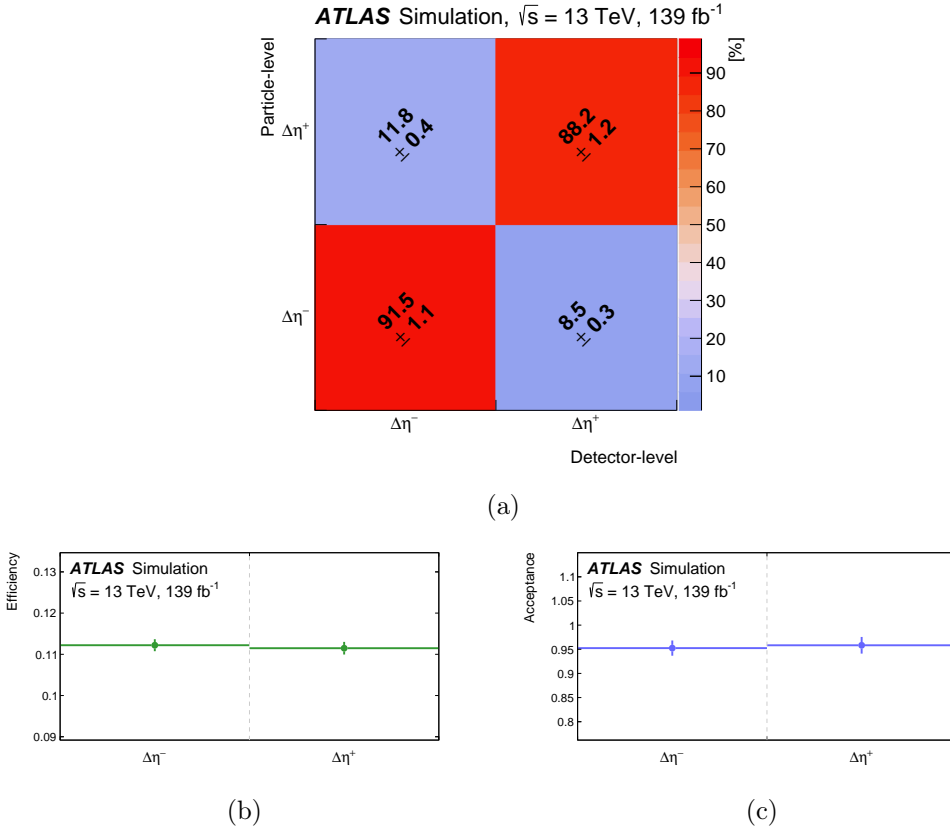 ATLAS Simulation, √s = 13 TeV, 139 fb⁻¹
Particle-level
[%]
Δη⁺
Δη⁻
11.8
± 0.4
88.2
± 1.2
91.5
± 1.1
8.5
± 0.3
90
80
70
60
50
40
30
20
10
Δη⁻ Δη⁺
Detector-level
(a)
Efficiency
ATLAS Simulation
√s = 13 TeV, 139 fb⁻¹
0.13
0.12
0.11
0.1
0.09
Δη⁻ Δη⁺
(b)
Acceptance
ATLAS Simulation
√s = 13 TeV, 139 fb⁻¹
1.1
1.05
1
0.95
0.9
0.85
0.8
Δη⁻ Δη⁺
(c)